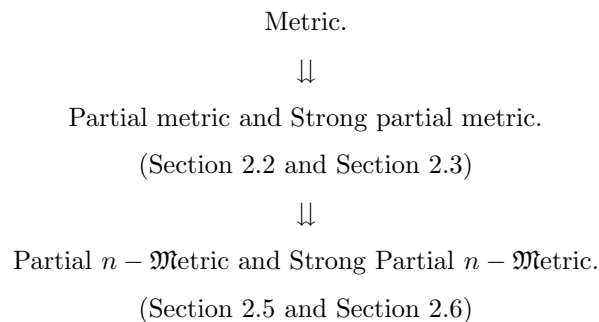 Metric.
⇊
Partial metric and Strong partial metric.
(Section 2.2 and Section 2.3)
⇊
Partial n − 𝔐etric and Strong Partial n − 𝔐etric.
(Section 2.5 and Section 2.6)